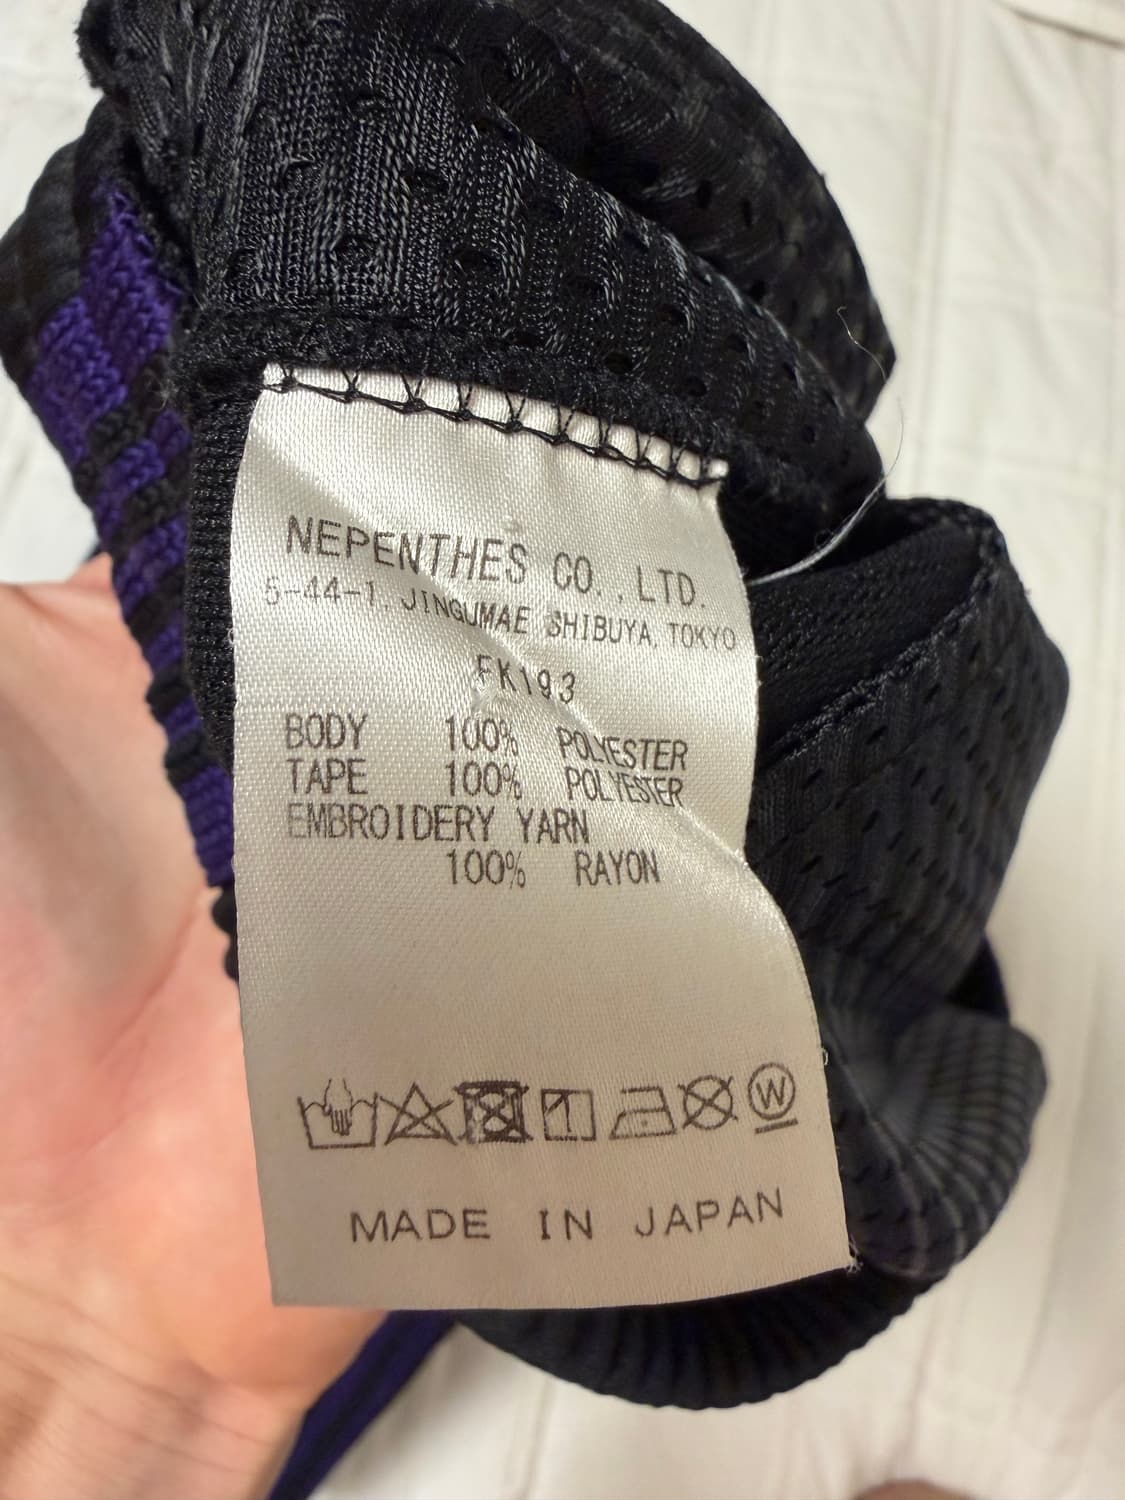 NEPENTHES CO., LTD.
5-44-1, JINGUMAE SHIBUYA, TOKYO
FK193
BODY 100% POLYESTER
TAPE 100% POLYESTER
EMBROIDERY YARN
100% RAYON
W
MADE IN JAPAN